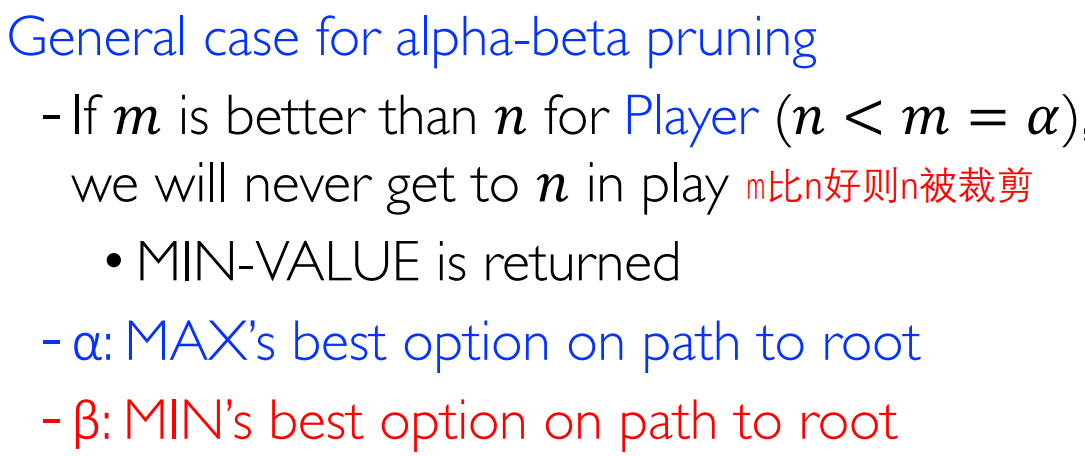 General case for alpha-beta pruning
- If m is better than n for Player (n < m = α),
we will never get to n in play m比n好则n被裁剪
• MIN-VALUE is returned
- α: MAX's best option on path to root
- β: MIN's best option on path to root